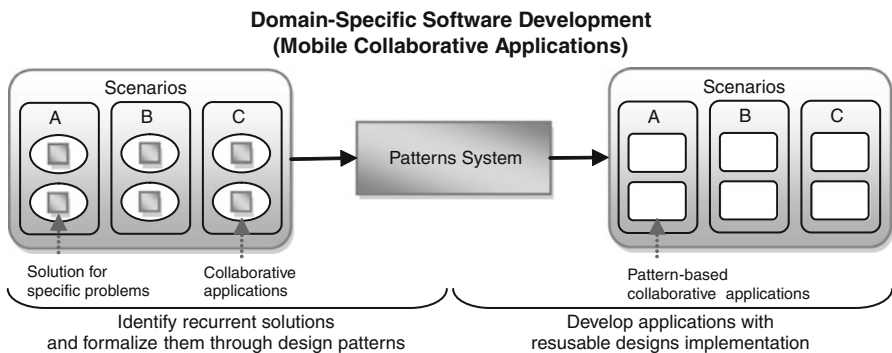 Domain-Specific Software Development
(Mobile Collaborative Applications)
Scenarios
A
B
C
Solution for
specific problems
Collaborative
applications
Patterns System
Scenarios
A
B
C
Pattern-based
collaborative applications
Identify recurrent solutions
and formalize them through design patterns
Develop applications with
resusable designs implementation